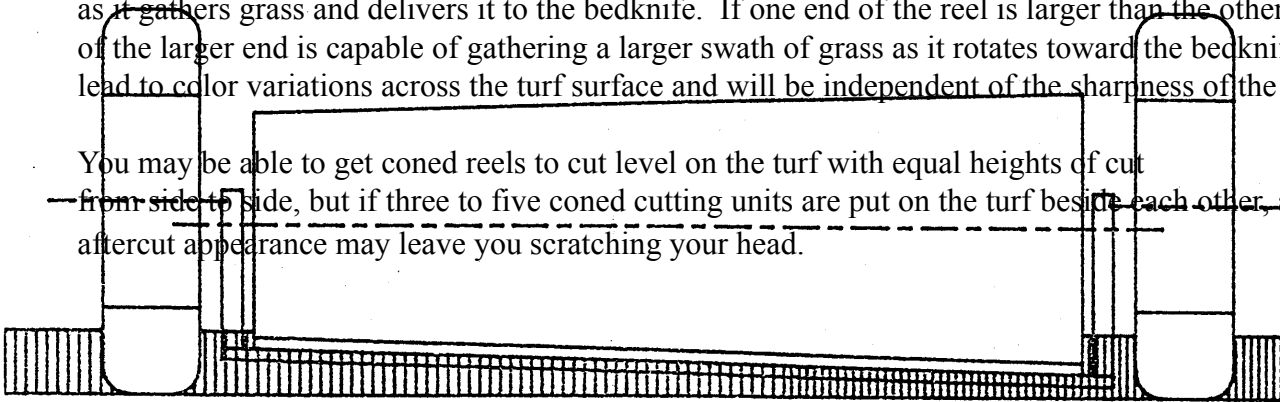 as it gathers grass and delivers it to the bedknife.  If one end of the reel is larger than the other
of the larger end is capable of gathering a larger swath of grass as it rotates toward the bedkni
lead to color variations across the turf surface and will be independent of the sharpness of the
You may be able to get coned reels to cut level on the turf with equal heights of cut
from side to side, but if three to five coned cutting units are put on the turf beside each other,
aftercut appearance may leave you scratching your head.